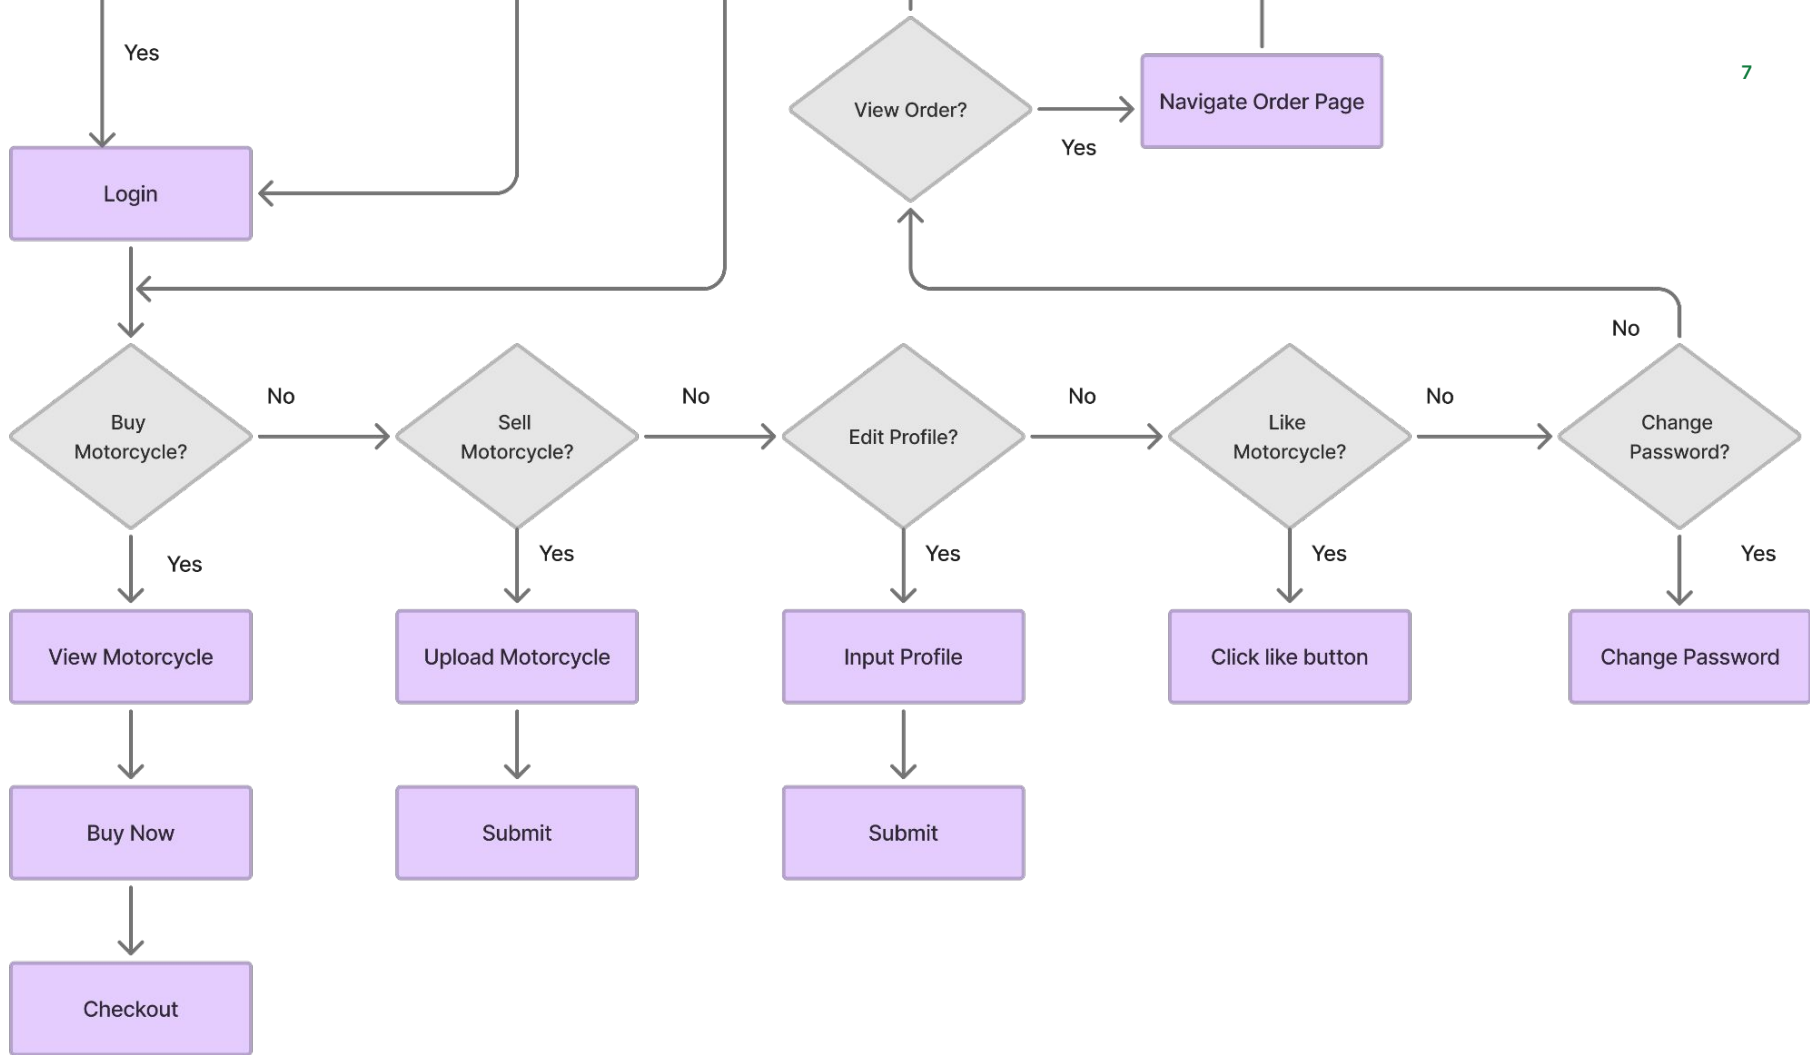 Yes
View Order?
Navigate Order Page
7
Yes
Login
No
Buy
Motorcycle?
No
Sell
Motorcycle?
No
Edit Profile?
No
Like
Motorcycle?
No
Change
Password?
Yes
Yes
Yes
Yes
Yes
View Motorcycle
Upload Motorcycle
Input Profile
Click like button
Change Password
Buy Now
Submit
Submit
Checkout